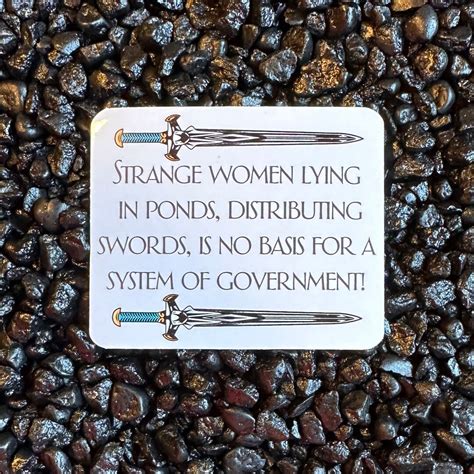 STRANGE WOMEN LYING
IN PONDS, DISTRIBUTING
SWORDS, IS NO BASIS FOR A
SYSTEM OF GOVERNMENT!